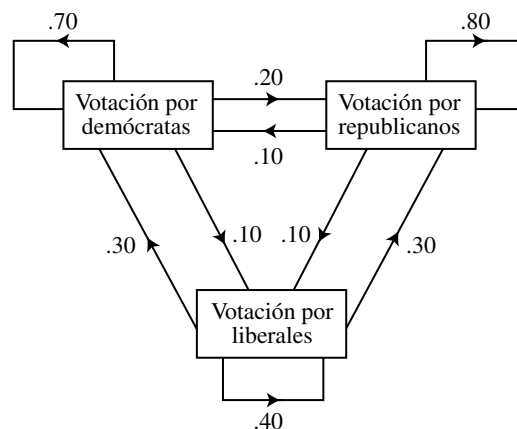 .70
.80
Votación por
demócratas
.20
Votación por
republicanos
.10
.30
.10
.10
.30
Votación por
liberales
.40